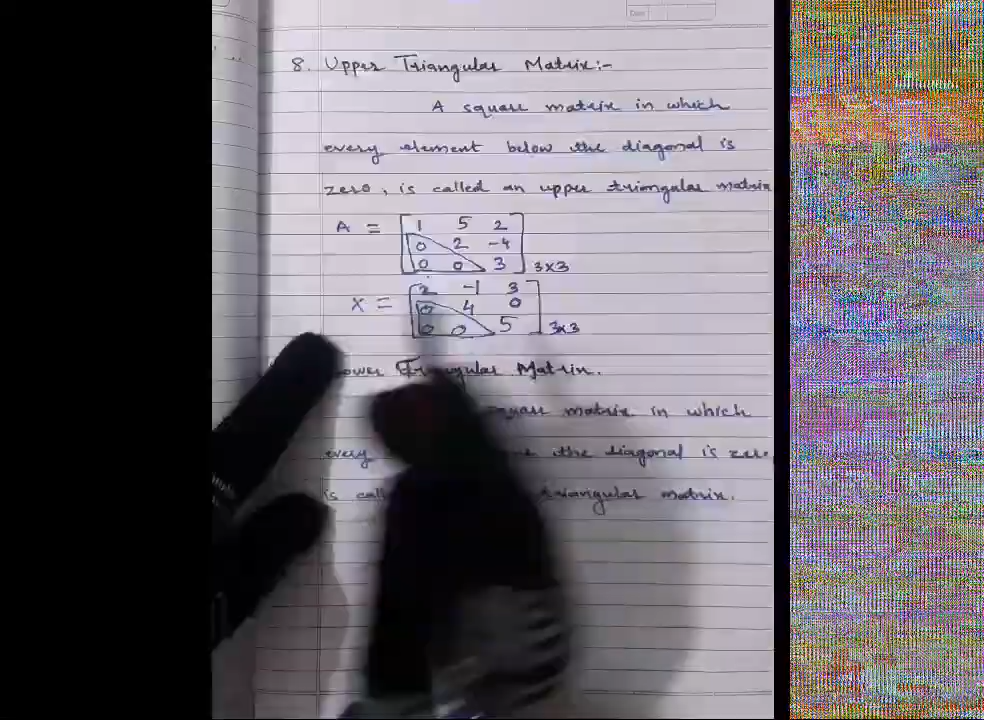 8. Upper Triangular Matrix:-
A square matrix in which
every element below the diagonal is
zero, is called an upper triangular matrix
A = [ 1 5 2
0 2 -4
0 0 3 ] 3x3
X = [ 2 -1 3
0 4 0
0 0 5 ] 3x3
Triangular Matrix.
matrix in which
every the diagonal is
is triangular matrix.